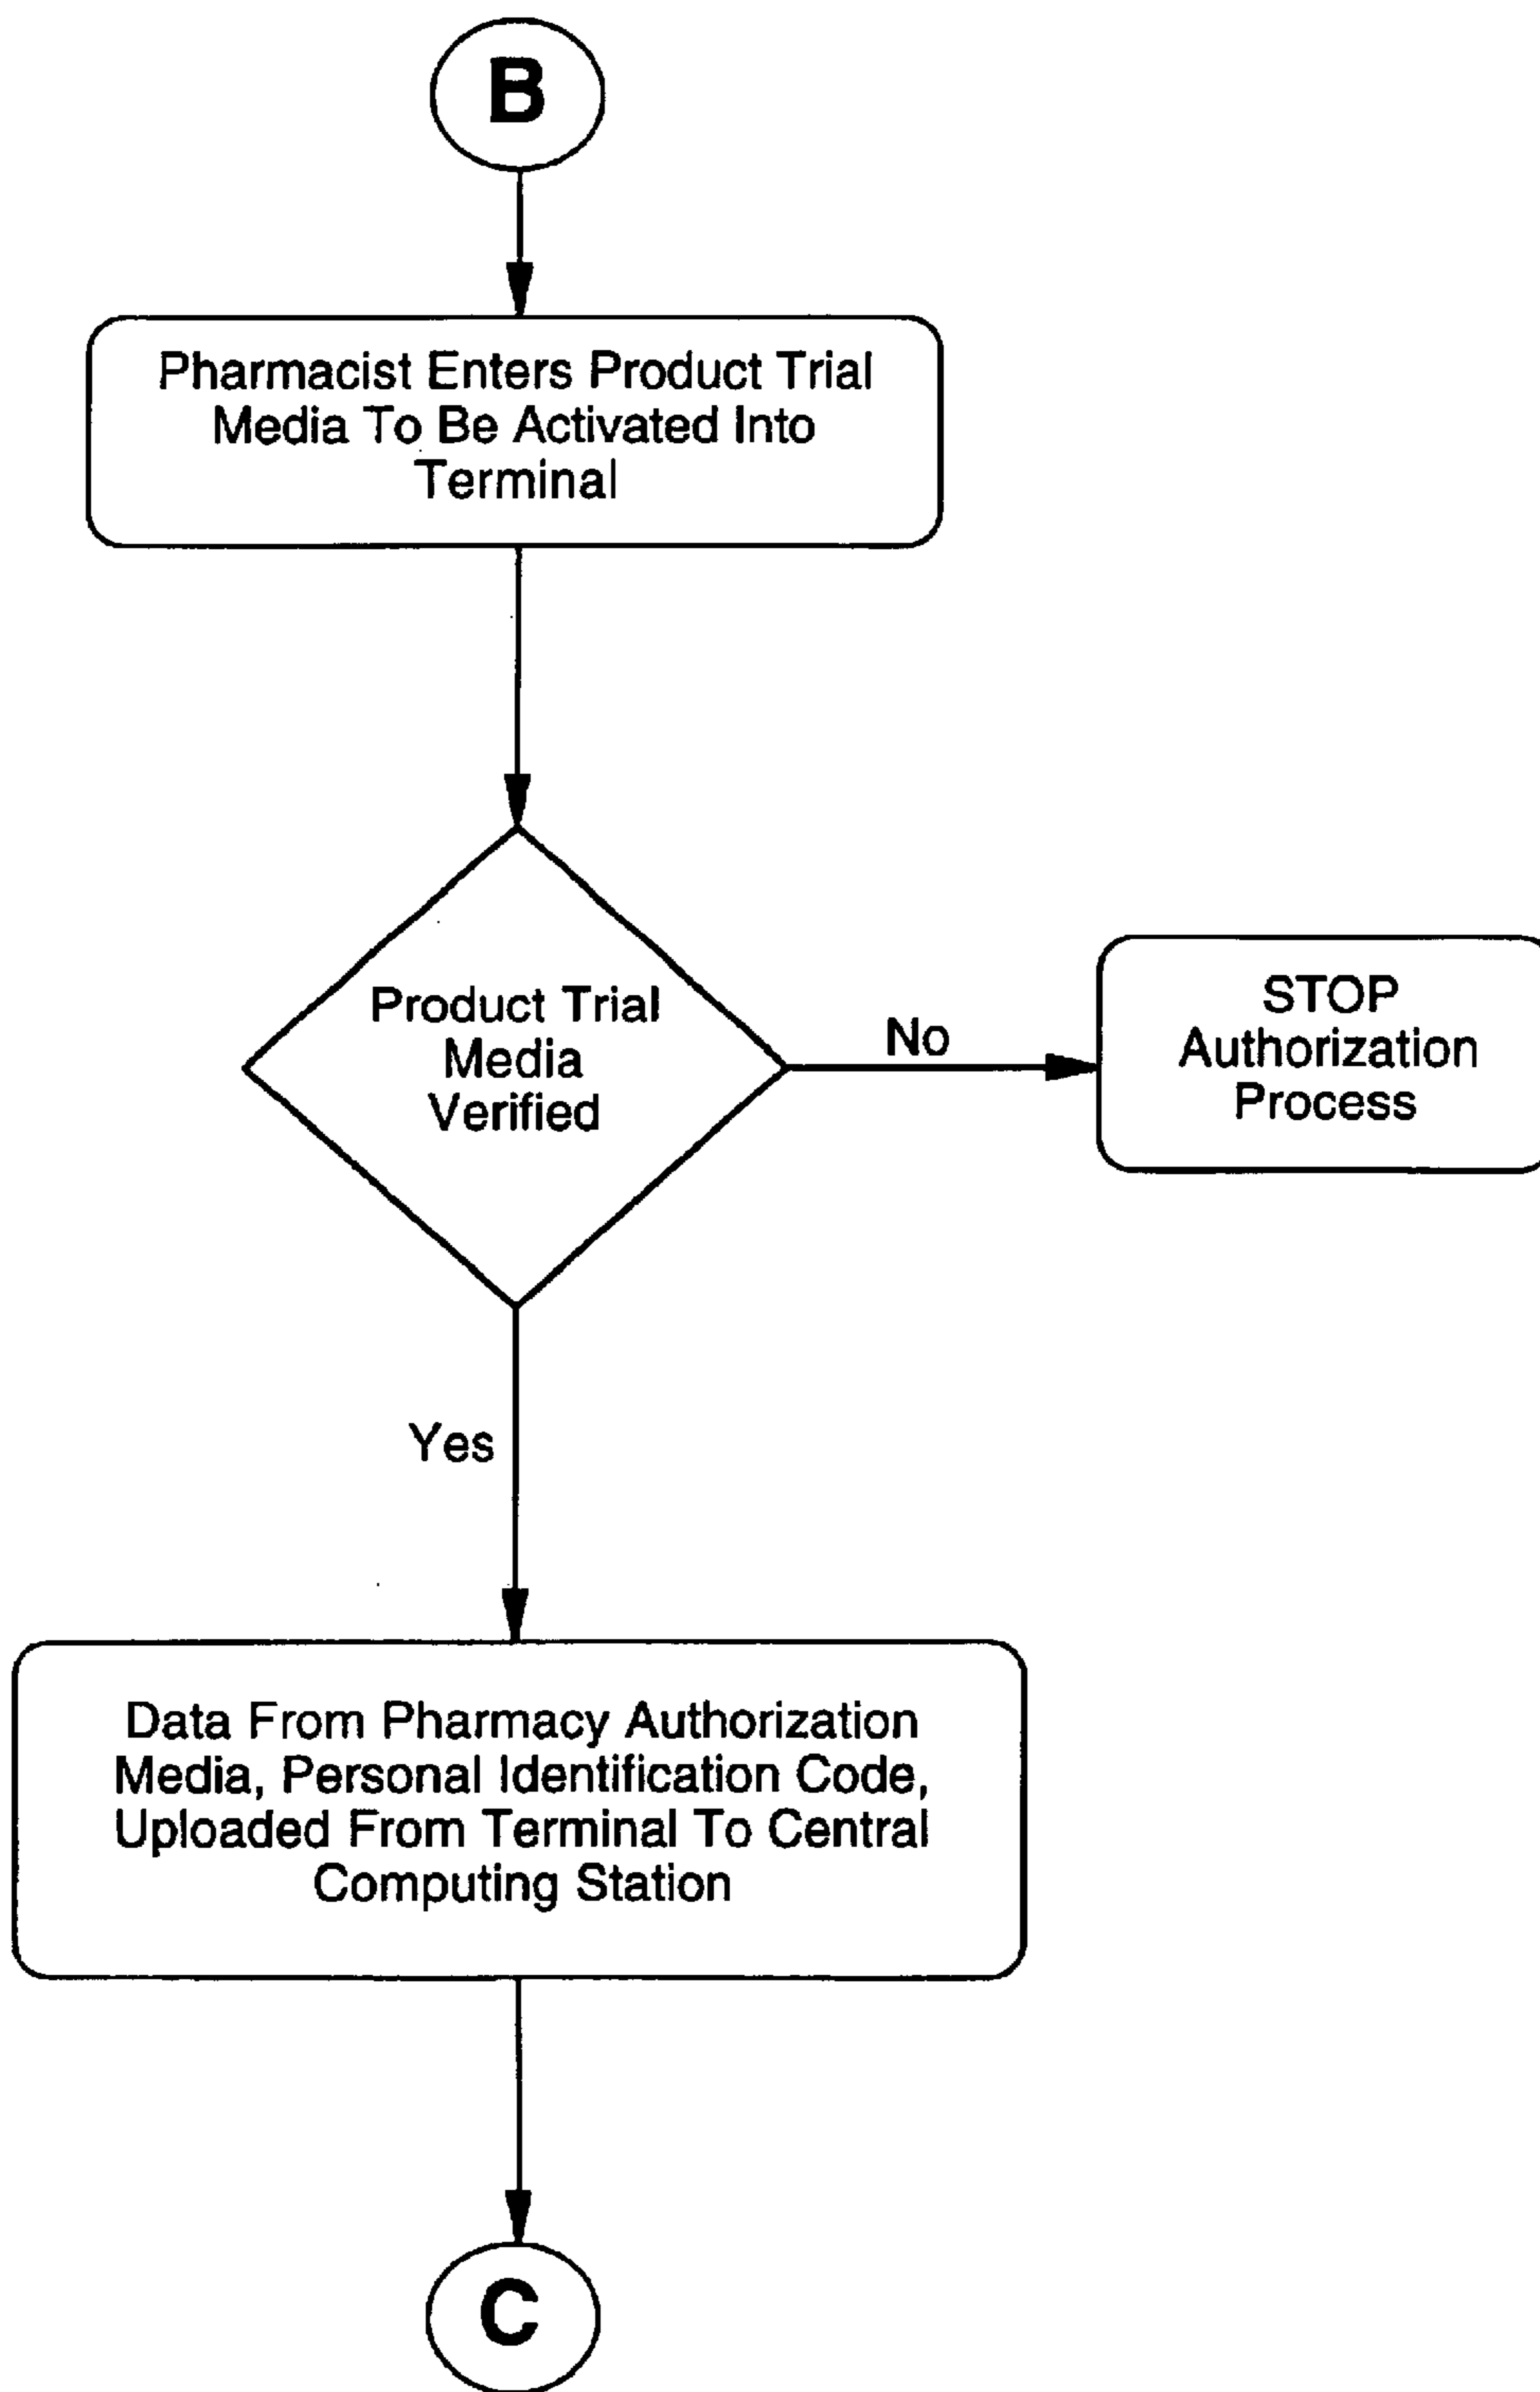 B
Pharmacist Enters Product Trial
Media To Be Activated Into
Terminal
Product Trial
Media
Verified
No
STOP
Authorization
Process
Yes
Data From Pharmacy Authorization
Media, Personal Identification Code,
Uploaded From Terminal To Central
Computing Station
C